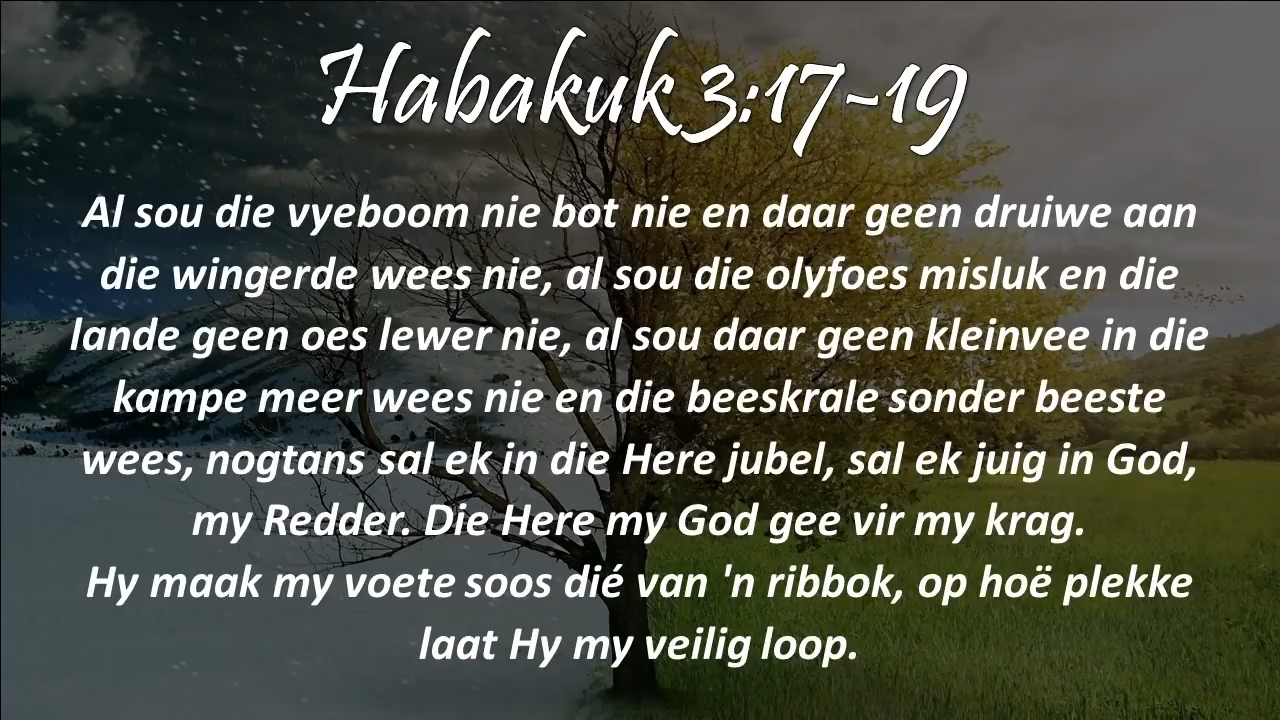 Habakuk 3:17-19
Al sou die vyeboom nie bot nie en daar geen druiwe aan
die wingerde wees nie, al sou die olyfoes misluk en die
lande geen oes lewer nie, al sou daar geen kleinvee in die
kampe meer wees nie en die beeskrale sonder beeste
wees, nogtans sal ek in die Here jubel, sal ek juig in God,
my Redder. Die Here my God gee vir my krag.
Hy maak my voete soos dié van 'n ribbok, op hoë plekke
laat Hy my veilig loop.